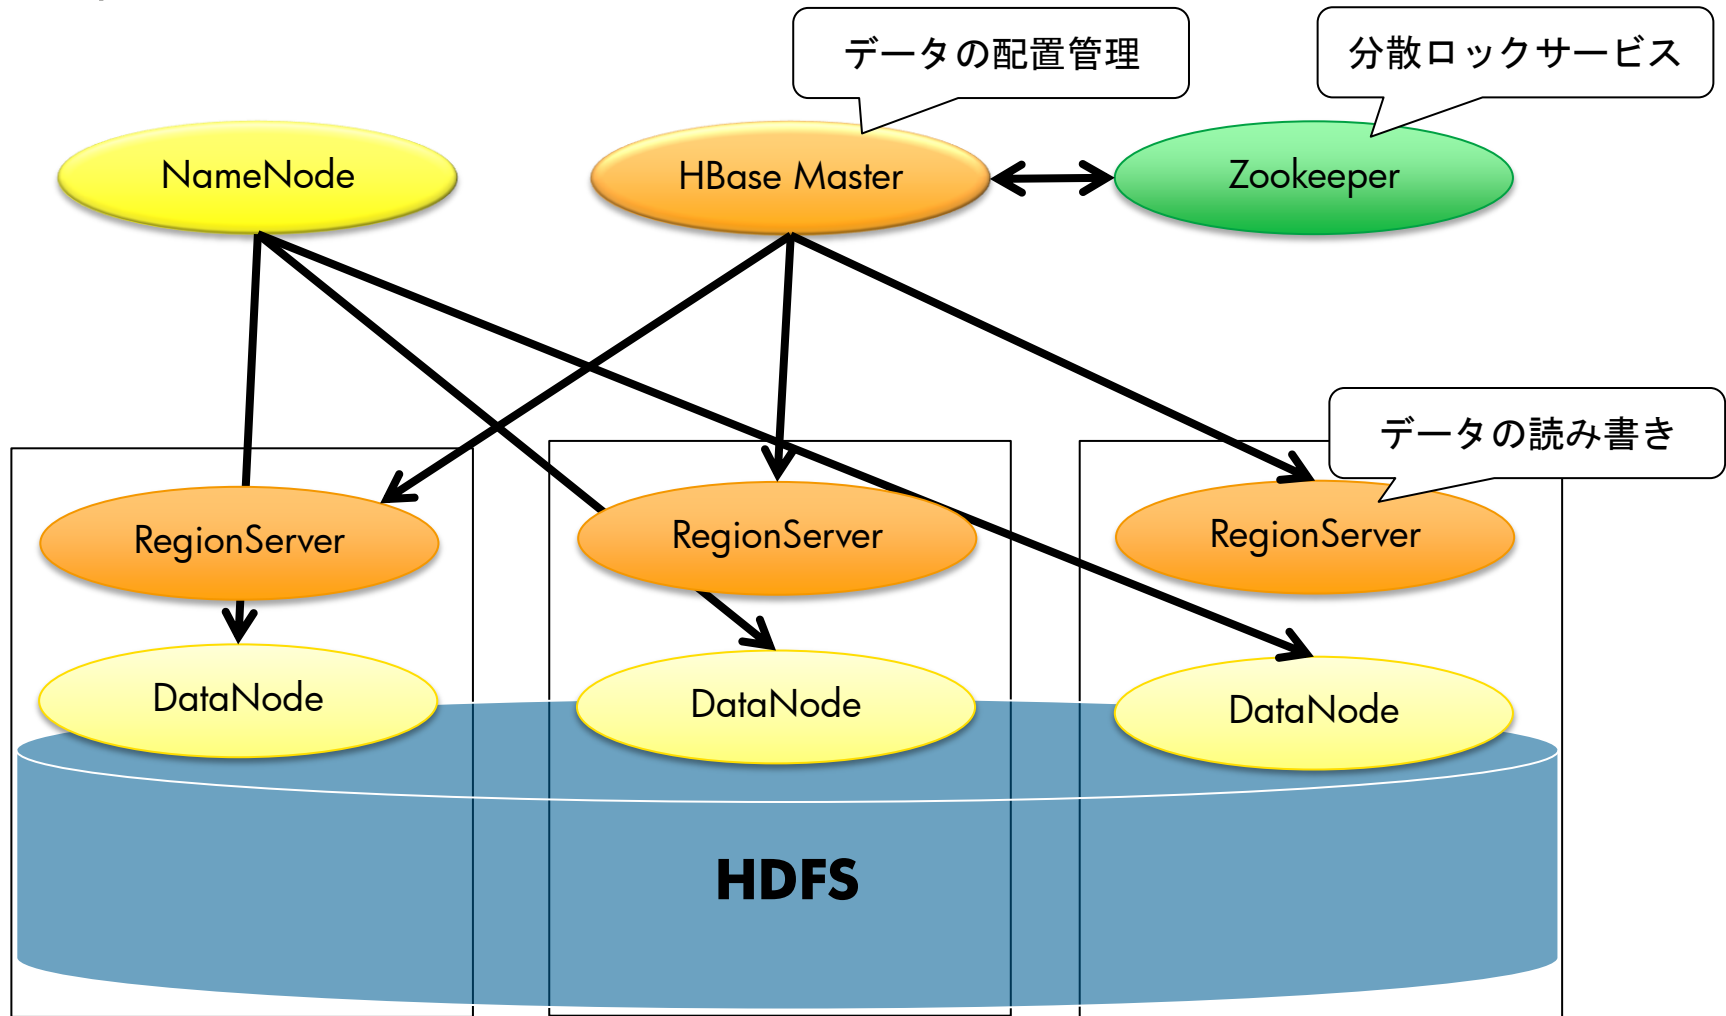 データの配置管理
分散ロックサービス
NameNode
HBase Master
Zookeeper
データの読み書き
RegionServer
RegionServer
RegionServer
DataNode
DataNode
DataNode
HDFS